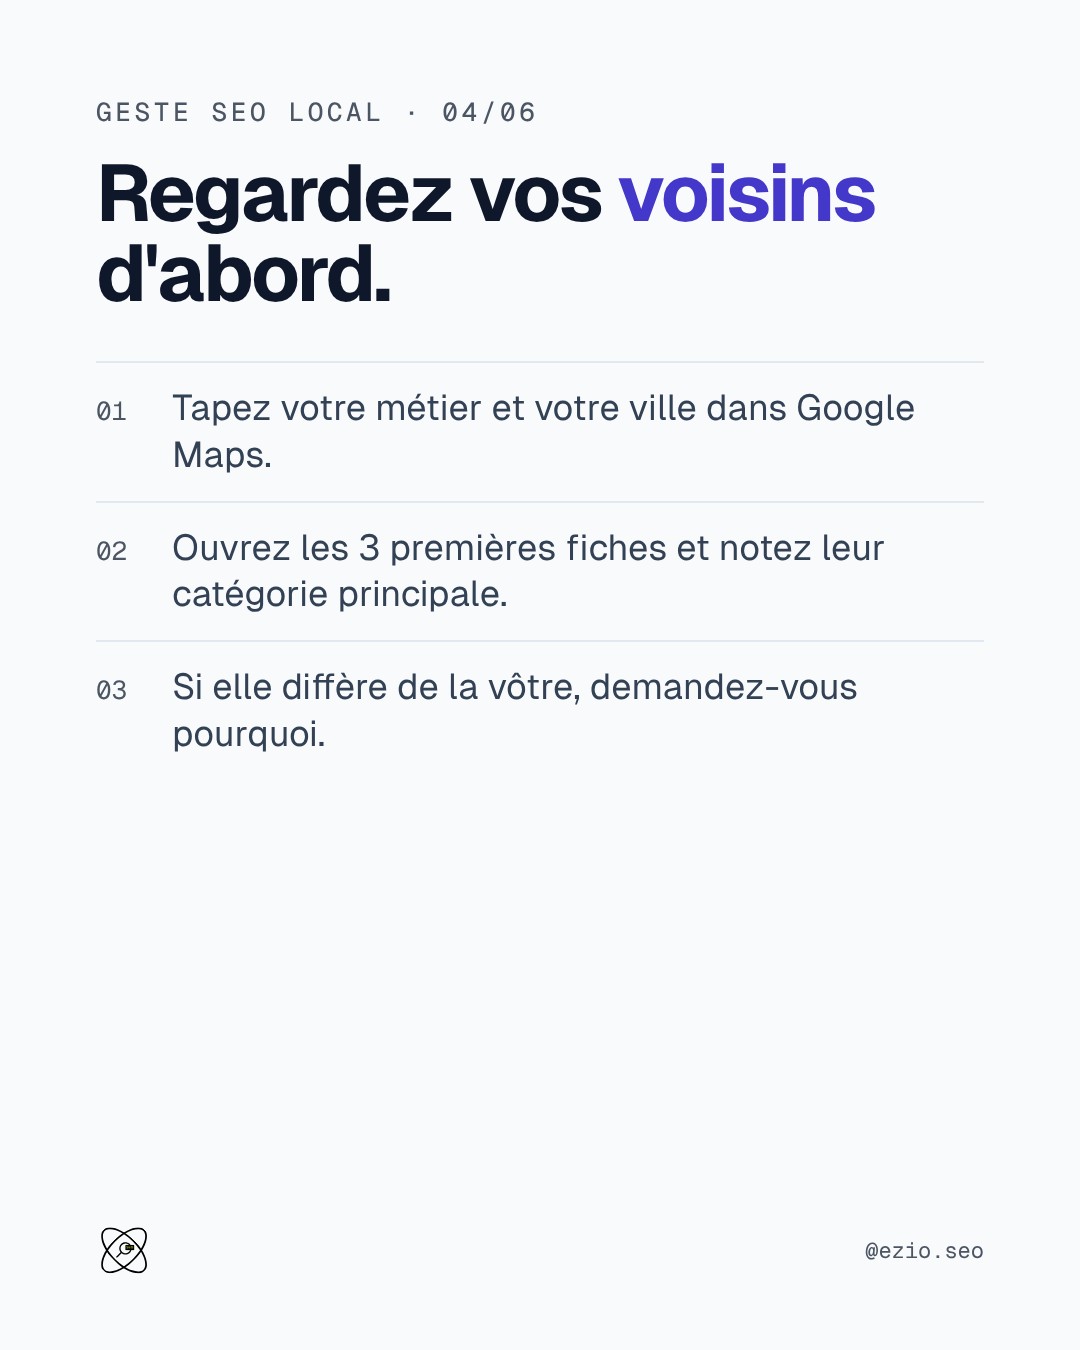 GESTE SEO LOCAL · 04/06
Regardez vos voisins
d'abord.
01 Tapez votre métier et votre ville dans Google
Maps.
02 Ouvrez les 3 premières fiches et notez leur
catégorie principale.
03 Si elle diffère de la vôtre, demandez-vous
pourquoi.
@ezio.seo